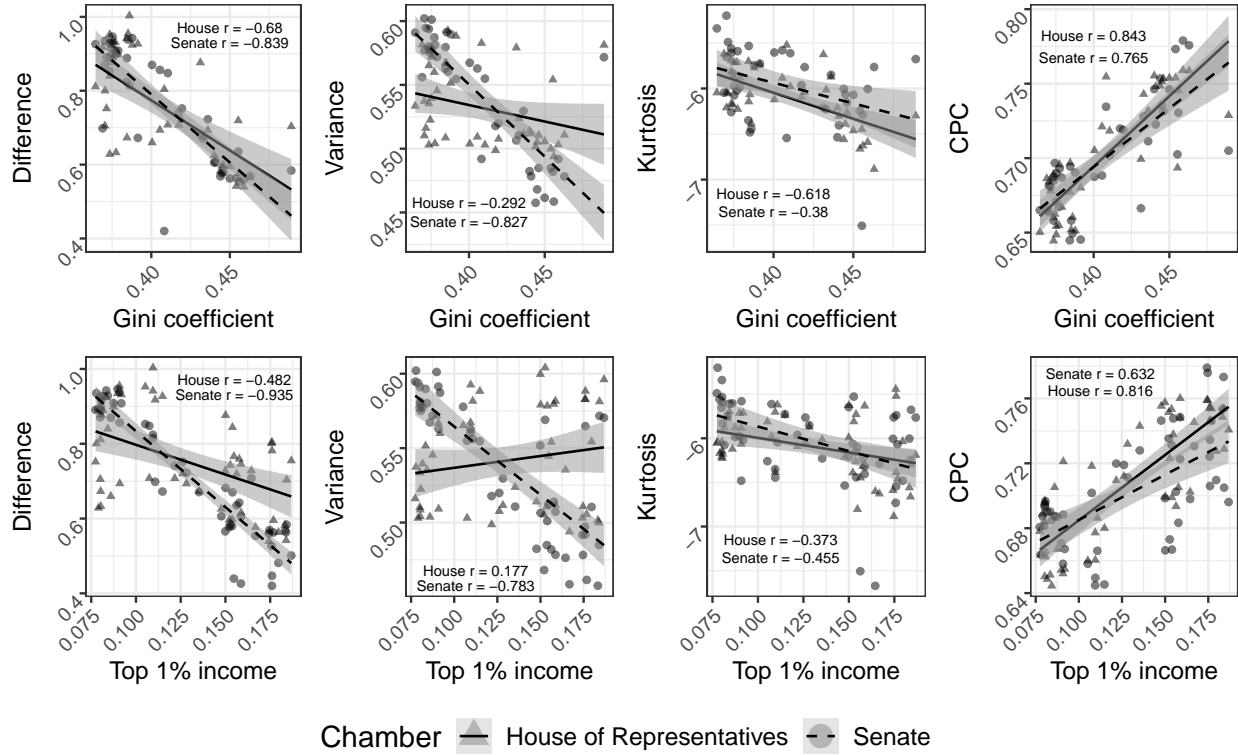 Difference
1.0
0.8
0.6
0.4
House r = −0.68
Senate r = −0.839
0.40
0.45
Gini coefficient
Variance
0.60
0.55
0.50
0.45
House r = −0.292
Senate r = −0.827
0.40
0.45
Gini coefficient
Kurtosis
−6
−7
House r = −0.618
Senate r = −0.38
0.40
0.45
Gini coefficient
CPC
0.80
0.75
0.70
0.65
House r = 0.843
Senate r = 0.765
0.40
0.45
Gini coefficient
Difference
1.0
0.8
0.6
0.4
House r = −0.482
Senate r = −0.935
0.075
0.100
0.125
0.150
0.175
Top 1% income
Variance
0.60
0.55
0.50
House r = 0.177
Senate r = −0.783
0.075
0.100
0.125
0.150
0.175
Top 1% income
Kurtosis
−6
−7
House r = −0.373
Senate r = −0.455
0.075
0.100
0.125
0.150
0.175
Top 1% income
CPC
0.76
0.72
0.68
0.64
Senate r = 0.632
House r = 0.816
0.075
0.100
0.125
0.150
0.175
Top 1% income
Chamber House of Representatives Senate